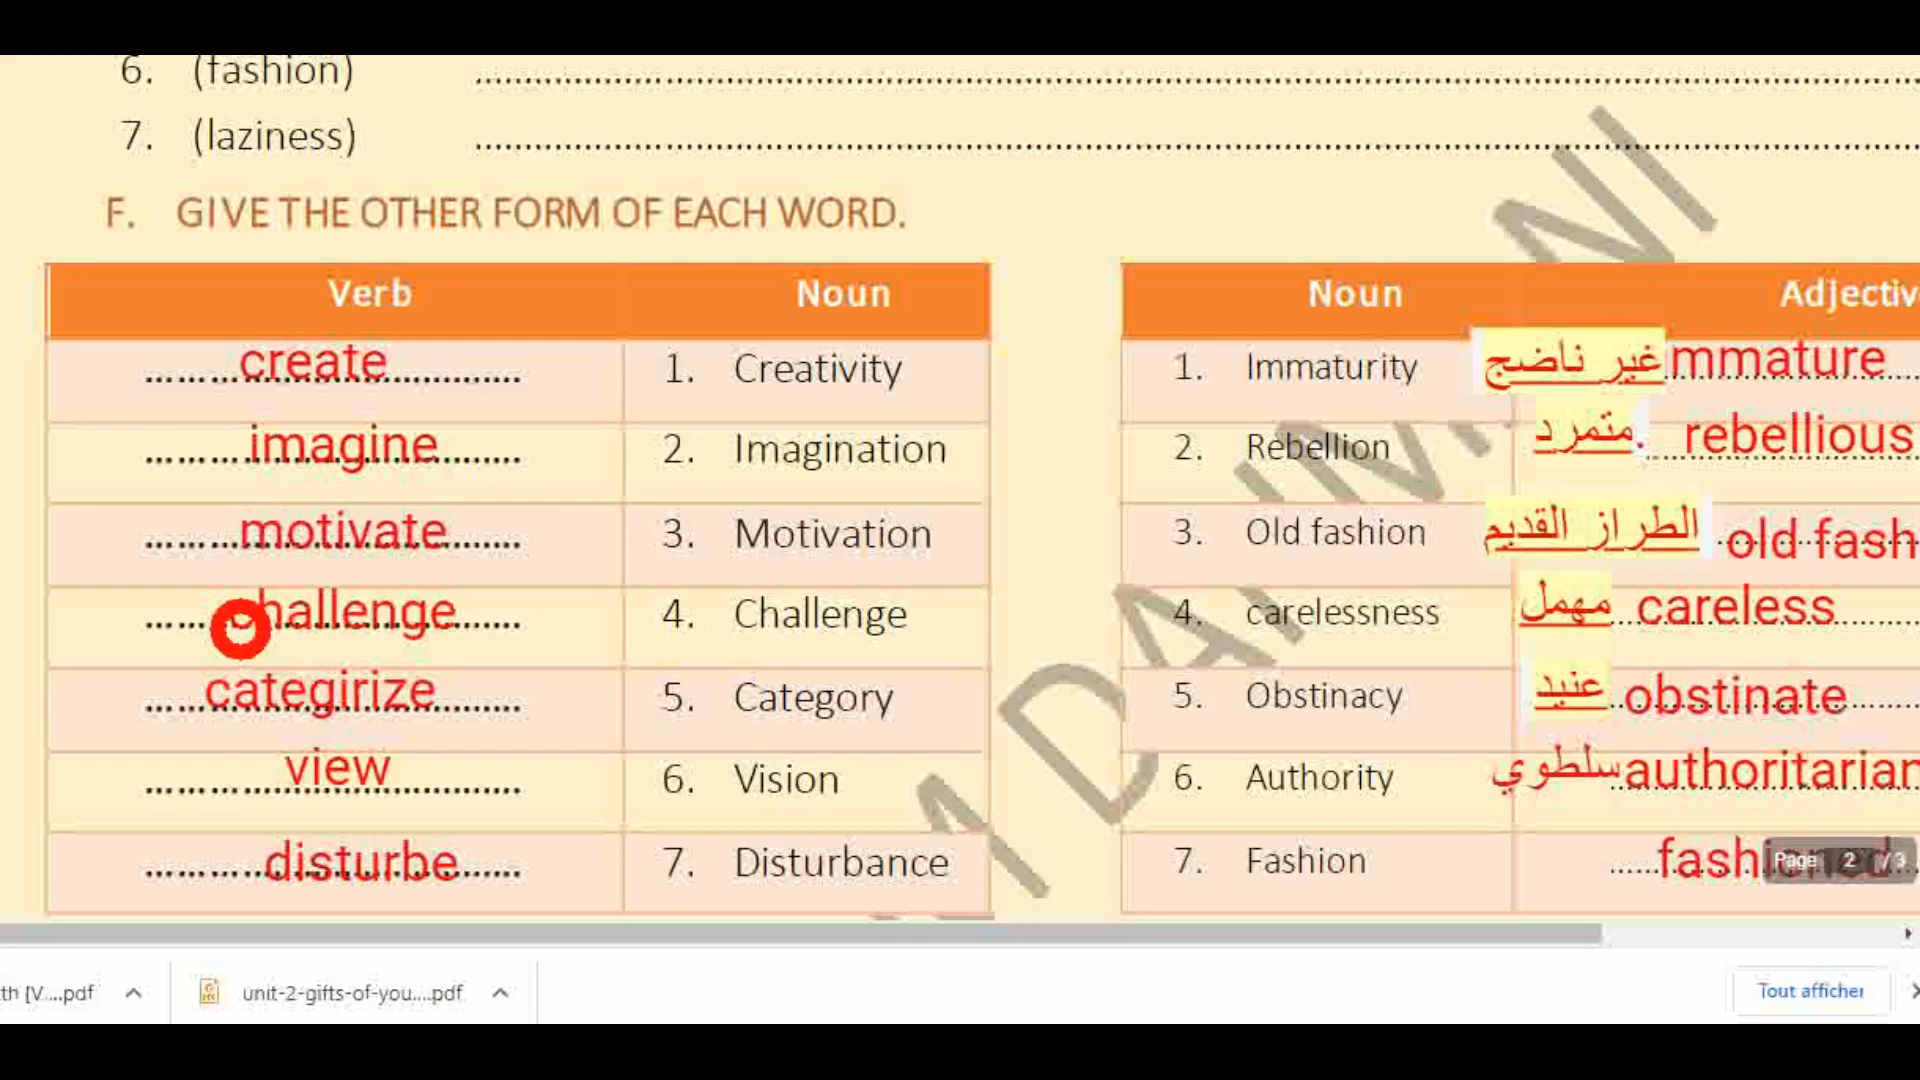 6. (fashion) ........................................
7. (laziness) ........................................
F. GIVE THE OTHER FORM OF EACH WORD.
Verb Noun
create 1. Creativity
imagine 2. Imagination
motivate 3. Motivation
challenge 4. Challenge
categirize 5. Category
view 6. Vision
disturbe 7. Disturbance
Noun Adjectiv
1. Immaturity غير ناضج mmature
2. Rebellion متمرد. rebellious
3. Old fashion الطراز القديم old fash
4. carelessness مهمل careless
5. Obstinacy عنيد obstinate
6. Authority سلطوي authoritarian
7. Fashion fashioned
Page 2 / 3
th [V....pdf unit-2-gifts-of-you....pdf Tout afficher